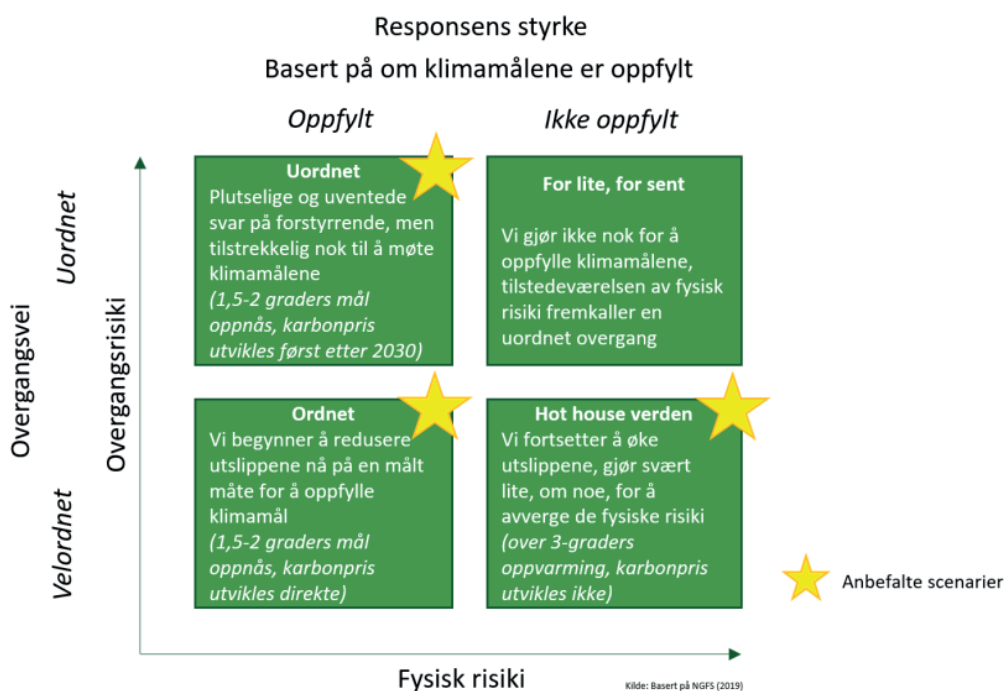 Responsens styrke
Basert på om klimamålene er oppfylt
Oppfylt
Ikke oppfylt
Overgangsvei
Uordnet
Velordnet
Overgangsrisiki
Uordnet
Plutselige og uventede
svar på forstyrrende, men
tilstrekkelig nok til å møte
klimamålene
(1,5-2 graders mål
oppnås, karbonpris
utvikles først etter 2030)
For lite, for sent
Vi gjør ikke nok for å
oppfylle klimamålene,
tilstedeværelsen av fysisk
risiki fremkaller en
uordnet overgang
Ordnet
Vi begynner å redusere
utslippene nå på en målt
måte for å oppfylle
klimamål
(1,5-2 graders mål
oppnås, karbonpris
utvikles direkte)
Hot house verden
Vi fortsetter å øke
utslippene, gjør svært
lite, om noe, for å
avverge de fysiske risiki
(over 3-graders
oppvarming, karbonpris
utvikles ikke)
Anbefalte scenarier
Fysisk risiki
Kilde: Basert på NGFS (2019)